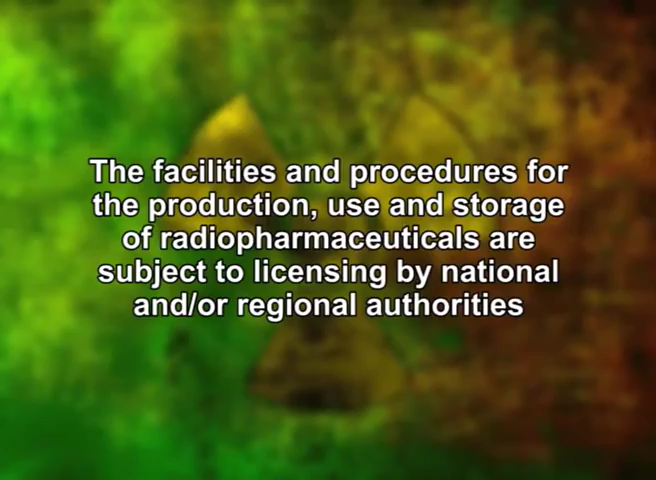 The facilities and procedures for
the production, use and storage
of radiopharmaceuticals are
subject to licensing by national
and/or regional authorities